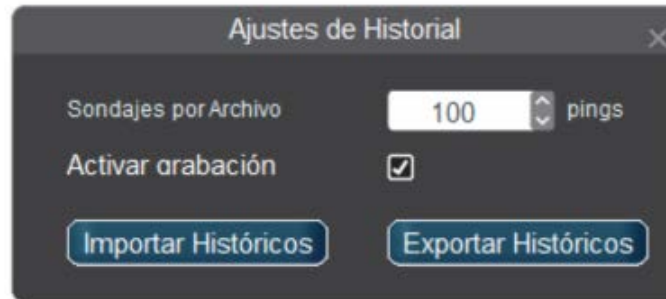 Ajustes de Historial
Sondajes por Archivo 100 pings
Activar grabación
Importar Históricos Exportar Históricos